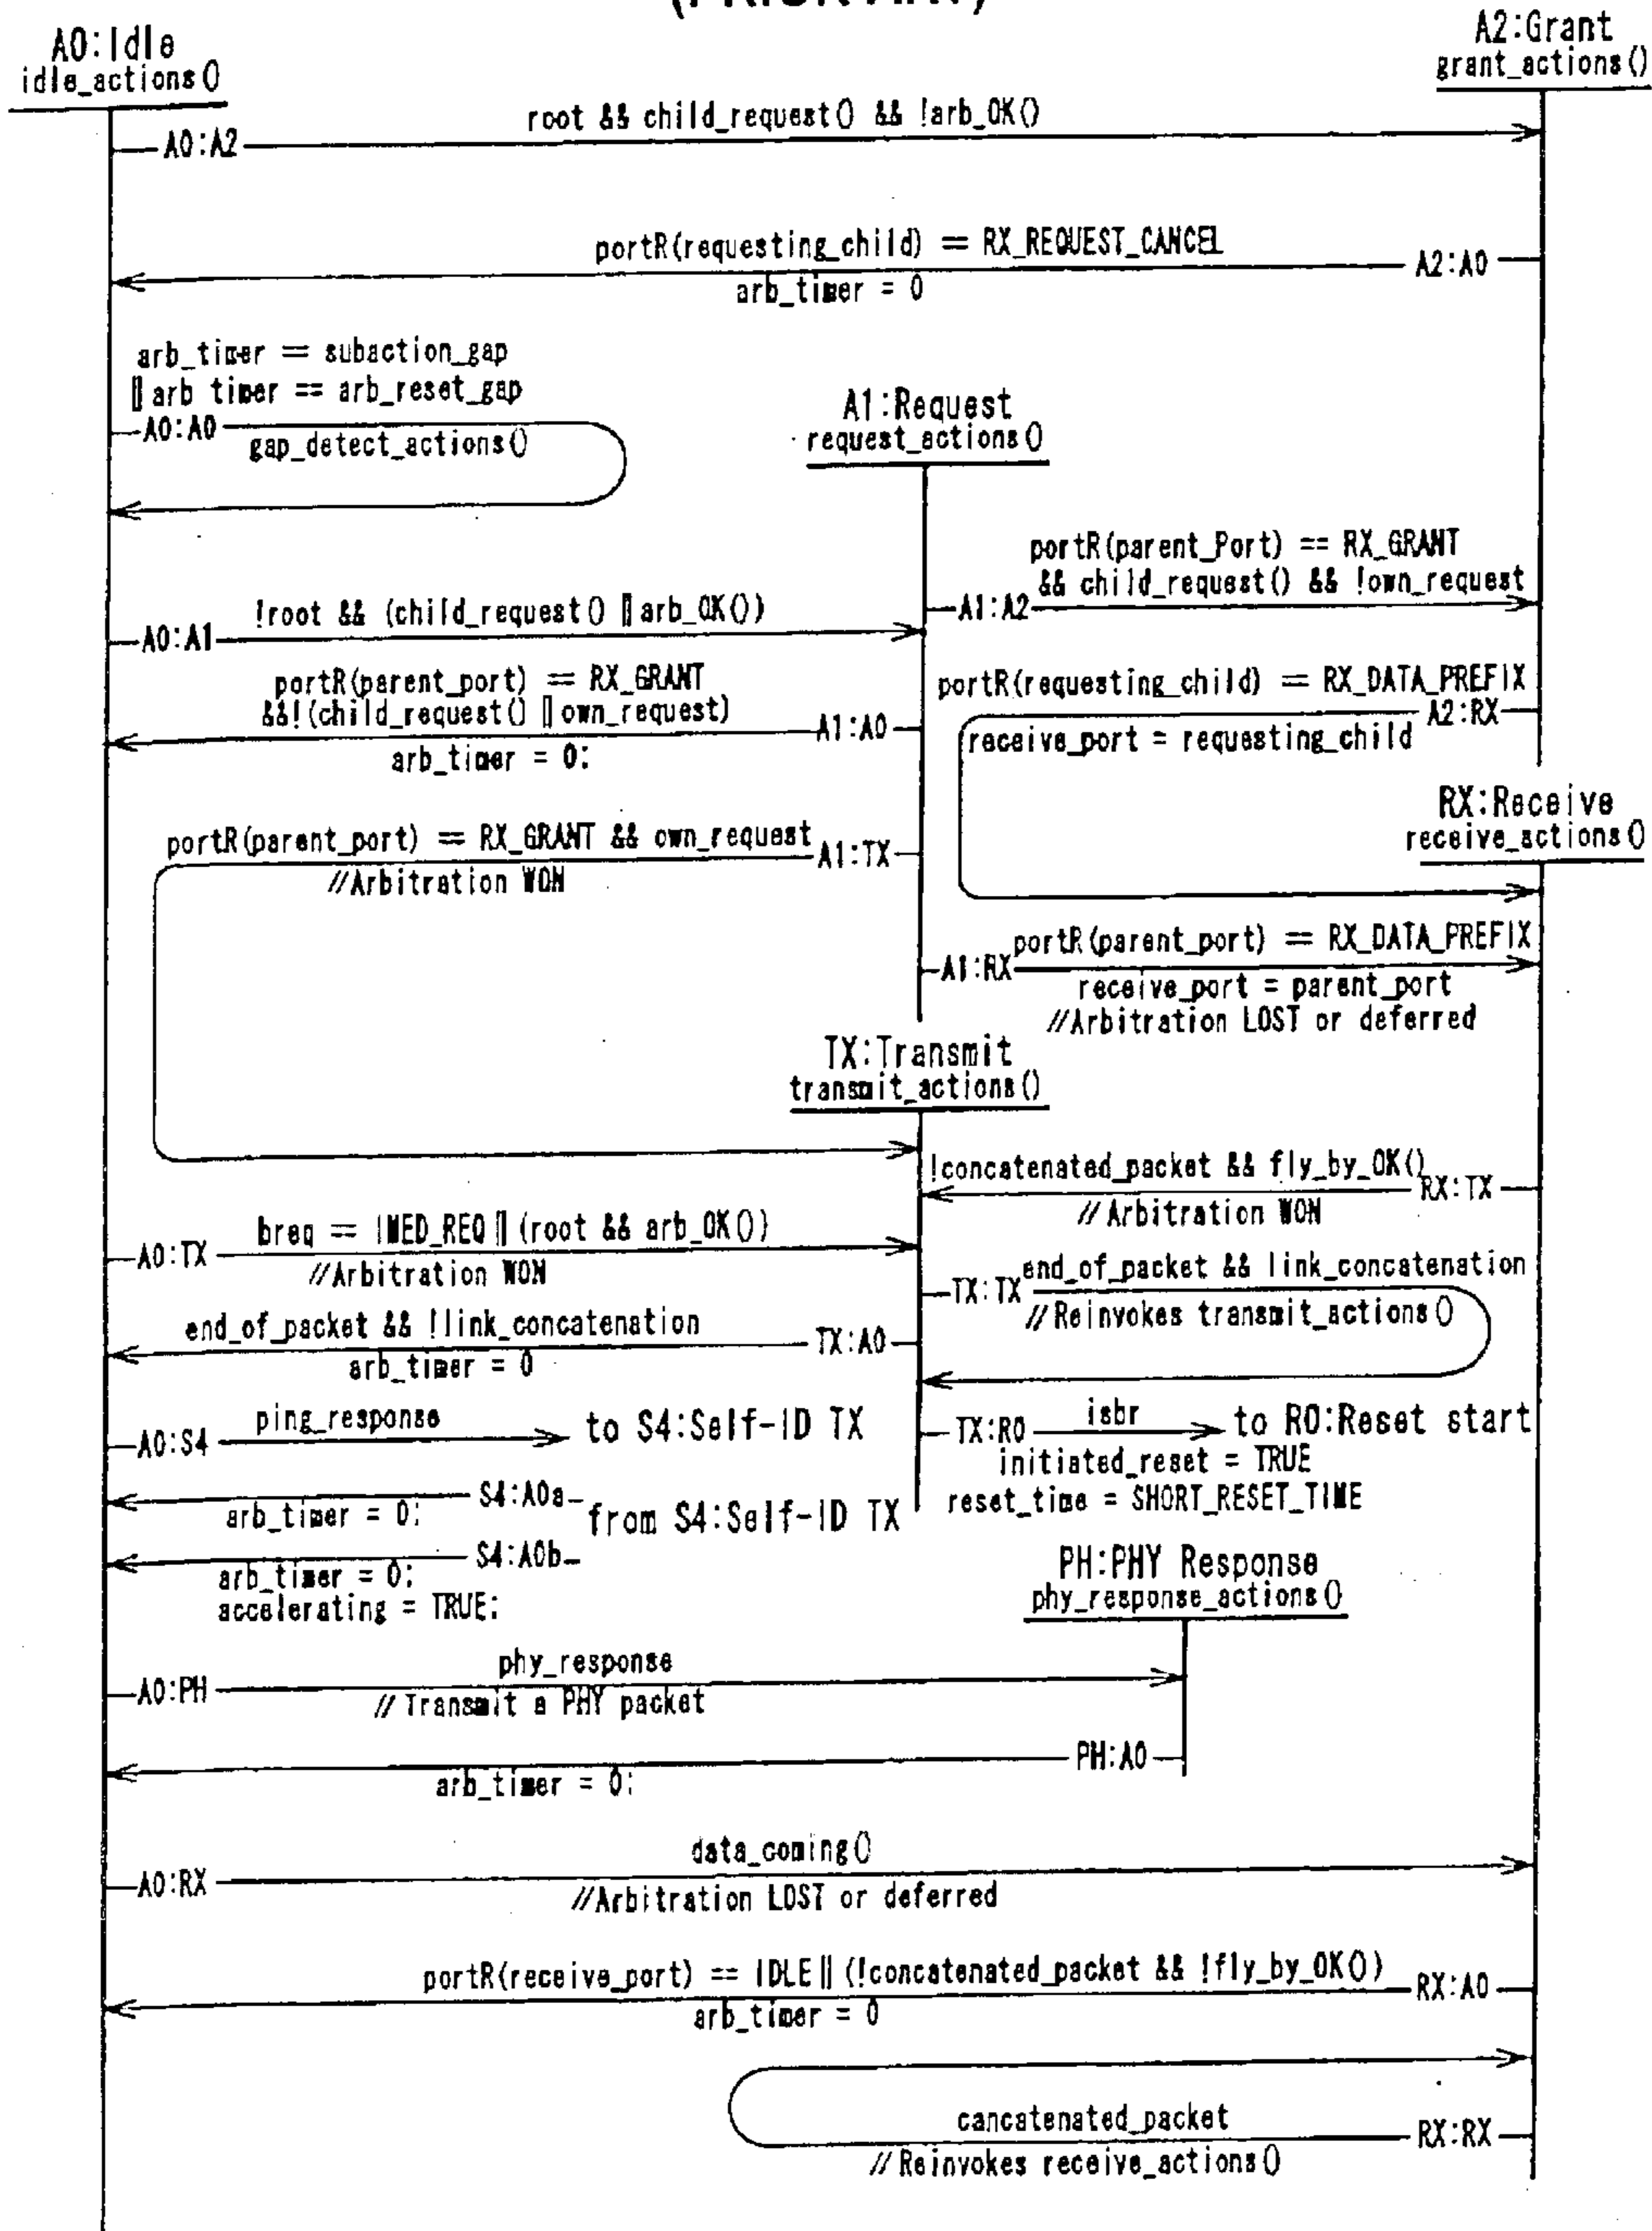 (PRIOR ART)
A0:Idle
idle_actions()
A2:Grant
grant_actions()
root && child_request() && !arb_OK()
A0:A2
portR(requesting_child) == RX_REQUEST_CANCEL
A2:A0
arb_timer = 0
arb_timer == subaction_gap
|| arb timer == arb_reset_gap
A0:A0
gap_detect_actions()
A1:Request
request_actions()
portR(parent_Port) == RX_GRANT
&& child_request() && !own_request
A1:A2
!root && (child_request() || arb_OK())
A0:A1
portR(parent_port) == RX_GRANT
&&!(child_request() || own_request)
A1:A0
arb_timer = 0;
portR(requesting_child) == RX_DATA_PREFIX
A2:RX
receive_port = requesting_child
RX:Receive
receive_actions()
portR(parent_port) == RX_GRANT && own_request
A1:TX
//Arbitration WON
portR(parent_port) == RX_DATA_PREFIX
A1:RX
receive_port = parent_port
//Arbitration LOST or deferred
TX:Transmit
transmit_actions()
!concatenated_packet && fly_by_OK()
RX:TX
//Arbitration WON
breq == IMED_REQ || (root && arb_OK())
A0:TX
//Arbitration WON
end_of_packet && link_concatenation
TX:TX
//Reinvokes transmit_actions()
end_of_packet && !link_concatenation
TX:A0
arb_timer = 0
ping_response
A0:S4
to S4:Self-ID TX
isbr
TX:R0
to R0:Reset start
initiated_reset = TRUE
reset_time = SHORT_RESET_TIME
S4:A0a
arb_timer = 0;
from S4:Self-ID TX
S4:A0b
arb_timer = 0;
accelerating = TRUE;
PH:PHY Response
phy_response_actions()
phy_response
A0:PH
//Transmit a PHY packet
PH:A0
arb_timer = 0;
data_coming()
A0:RX
//Arbitration LOST or deferred
portR(receive_port) == IDLE || (!concatenated_packet && !fly_by_OK())
RX:A0
arb_timer = 0
cancatenated_packet
RX:RX
//Reinvokes receive_actions()